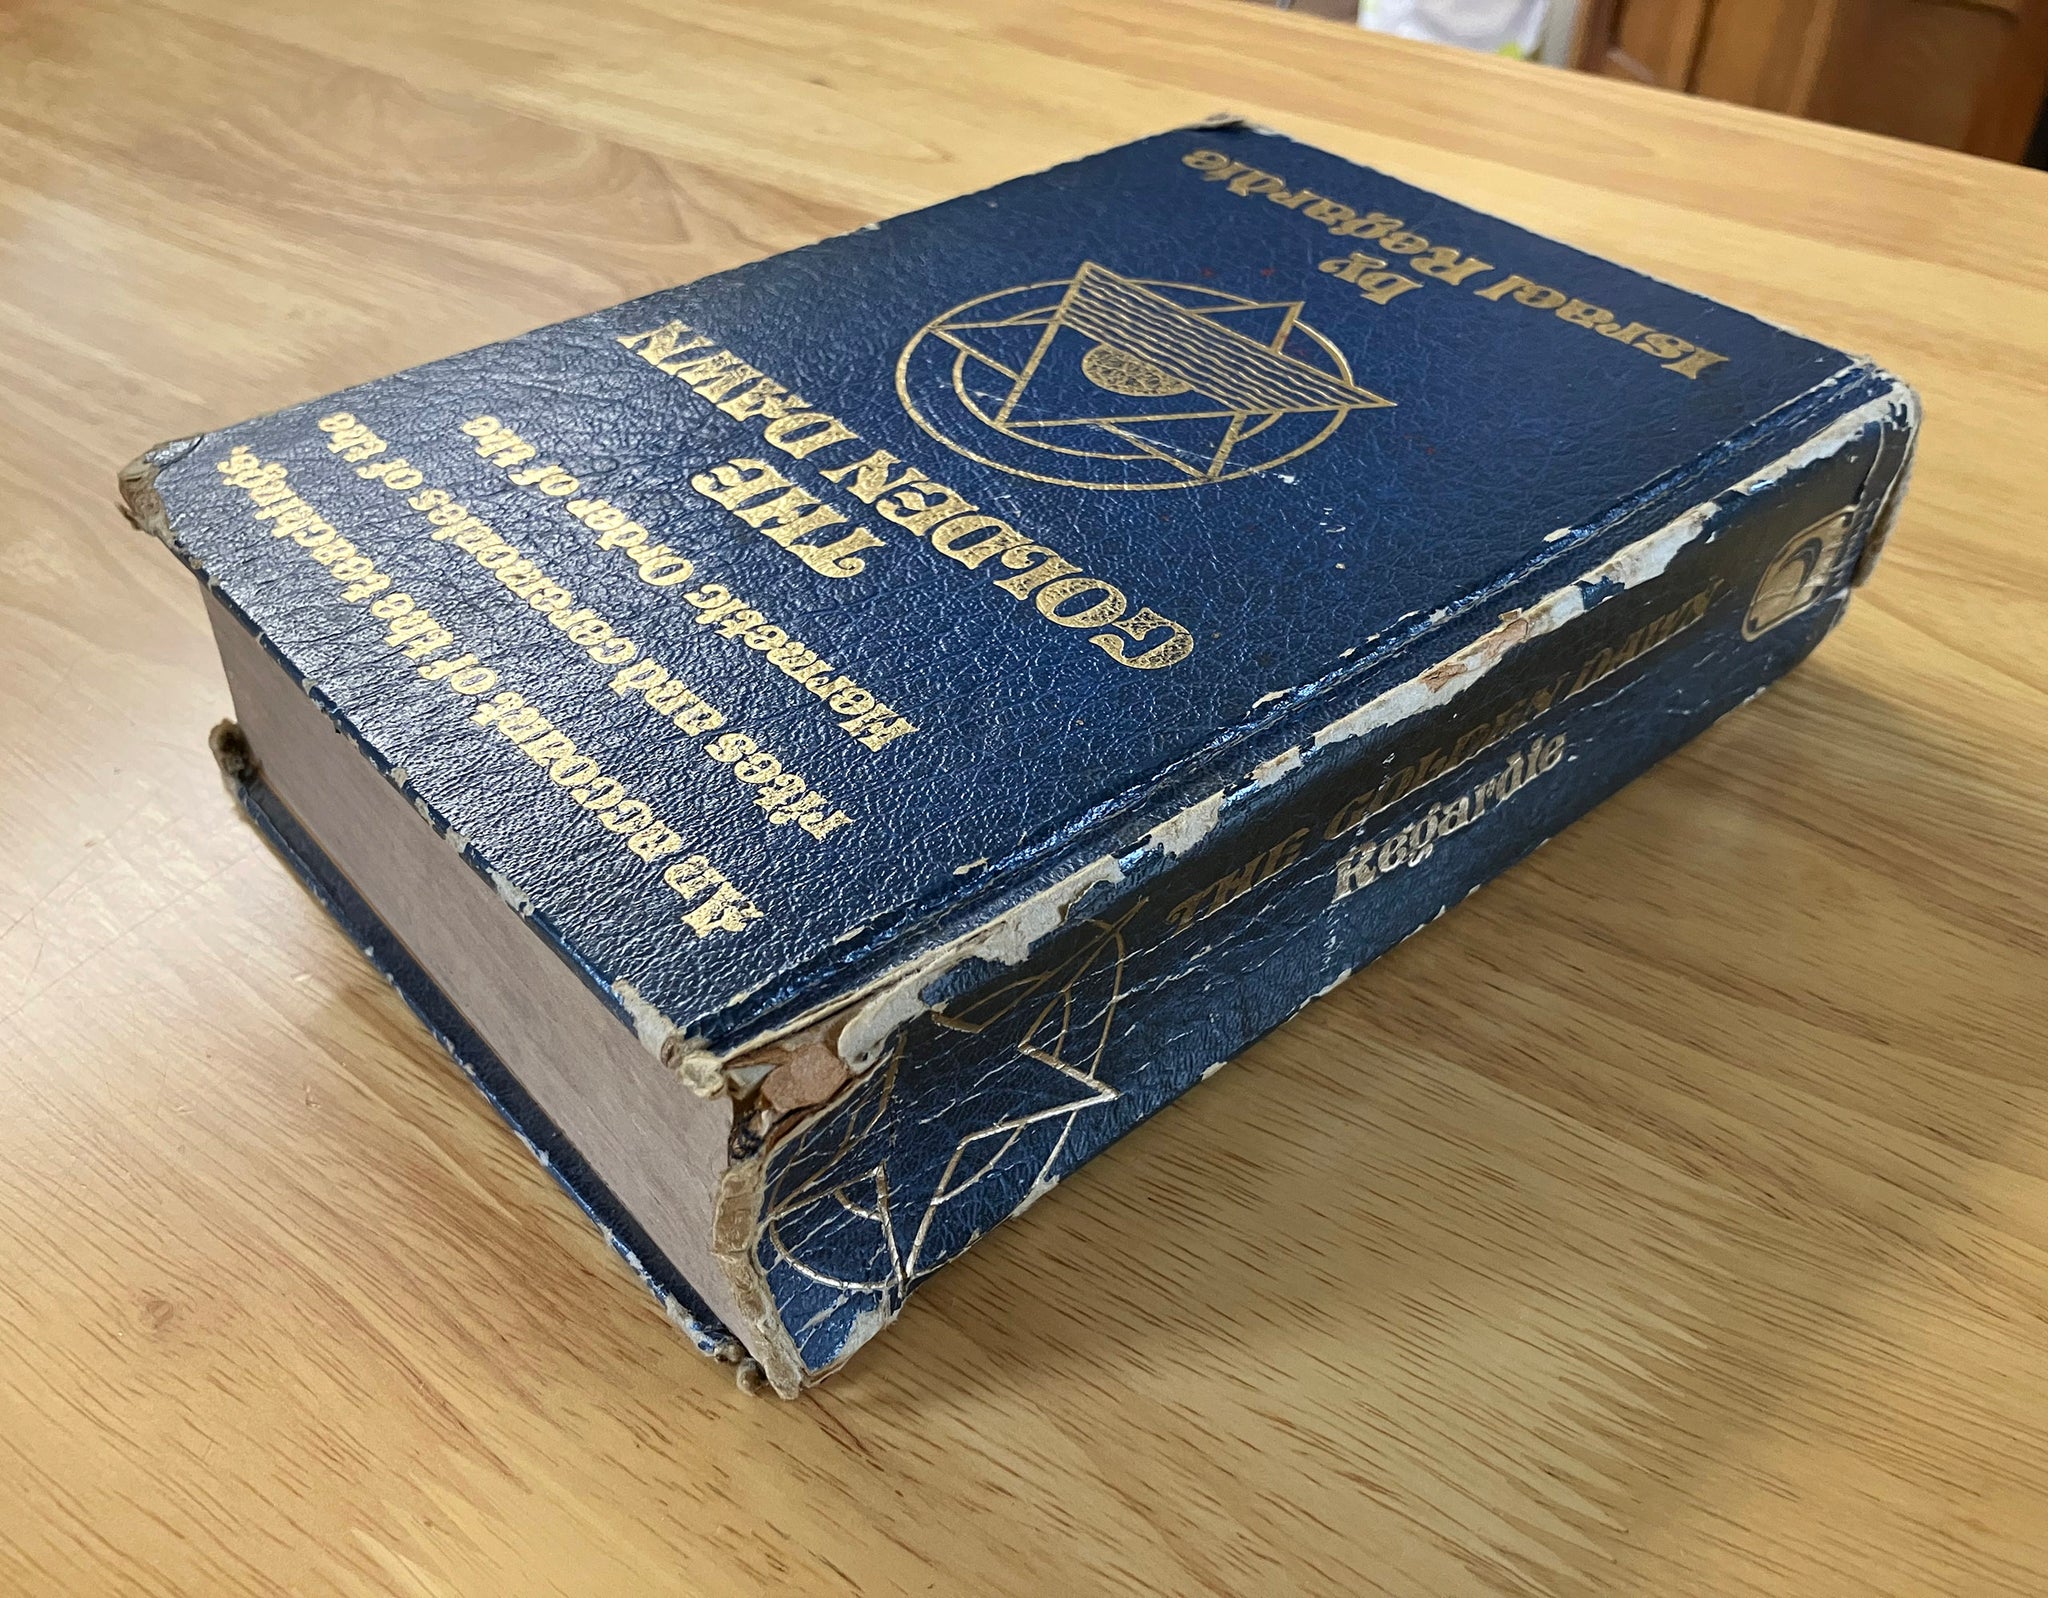 An account of the teachings,
rites and ceremonies of the
Hermetic Order of the
THE
GOLDEN DAWN
by
Israel Regardie
THE GOLDEN DAWN
Regardie